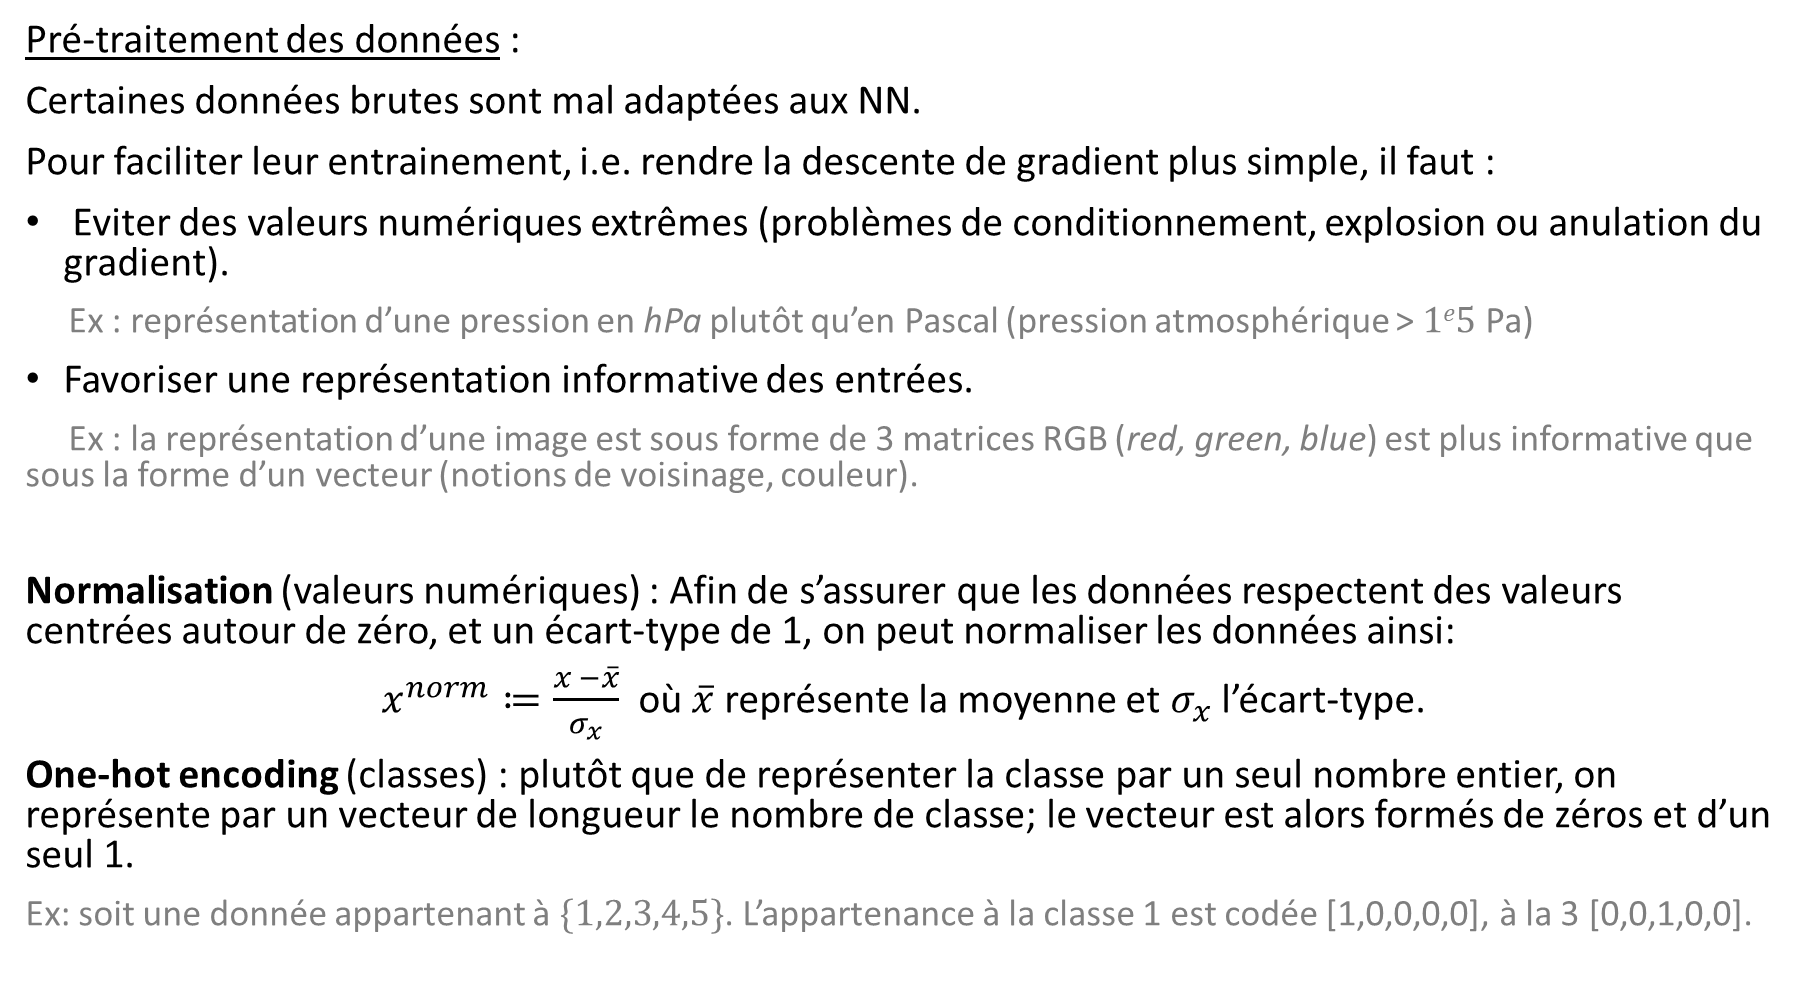 Pré-traitement des données :
Certaines données brutes sont mal adaptées aux NN.
Pour faciliter leur entrainement, i.e. rendre la descente de gradient plus simple, il faut :
• Eviter des valeurs numériques extrêmes (problèmes de conditionnement, explosion ou anulation du
gradient).
Ex : représentation d’une pression en hPa plutôt qu’en Pascal (pression atmosphérique > 1ᵉ5 Pa)
• Favoriser une représentation informative des entrées.
Ex : la représentation d’une image est sous forme de 3 matrices RGB (red, green, blue) est plus informative que
sous la forme d’un vecteur (notions de voisinage, couleur).
Normalisation (valeurs numériques) : Afin de s’assurer que les données respectent des valeurs
centrées autour de zéro, et un écart-type de 1, on peut normaliser les données ainsi:
x^norm := (x − x̄)/σₓ où x̄ représente la moyenne et σₓ l’écart-type.
One-hot encoding (classes) : plutôt que de représenter la classe par un seul nombre entier, on
représente par un vecteur de longueur le nombre de classe; le vecteur est alors formés de zéros et d’un
seul 1.
Ex: soit une donnée appartenant à {1,2,3,4,5}. L’appartenance à la classe 1 est codée [1,0,0,0,0], à la 3 [0,0,1,0,0].